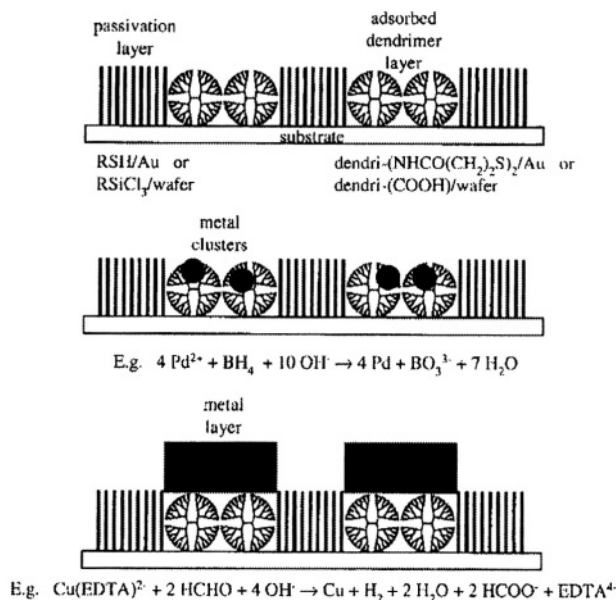 passivation
layer
adsorbed
dendrimer
layer
substrate
RSH/Au or
RSiCl₃/wafer
dendri-(NHCO(CH₂)₂S)₂/Au or
dendri-(COOH)/wafer
metal
clusters
E.g. 4 Pd²⁺ + BH₄ + 10 OH⁻ → 4 Pd + BO₃³⁻ + 7 H₂O
metal
layer
E.g. Cu(EDTA)²⁻ + 2 HCHO + 4 OH⁻ → Cu + H₂ + 2 H₂O + 2 HCOO⁻ + EDTA⁴⁻